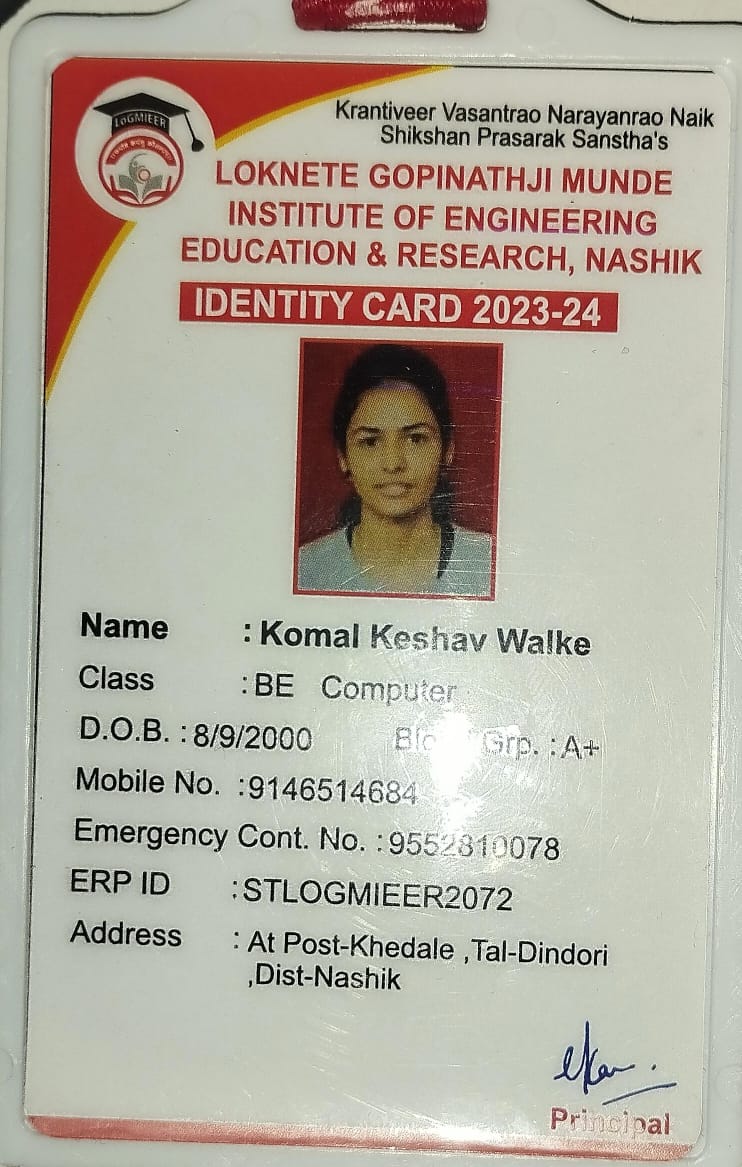 LoGMIEER
Krantiveer Vasantrao Narayanrao Naik
Shikshan Prasarak Sanstha's
LOKNETE GOPINATHJI MUNDE
INSTITUTE OF ENGINEERING
EDUCATION & RESEARCH, NASHIK
IDENTITY CARD 2023-24
Name : Komal Keshav Walke
Class : BE Computer
D.O.B. : 8/9/2000 Grp. : A+
Mobile No. : 9146514684
Emergency Cont. No. : 9552810078
ERP ID : STLOGMIEER2072
Address : At Post-Khedale ,Tal-Dindori
,Dist-Nashik
Principal